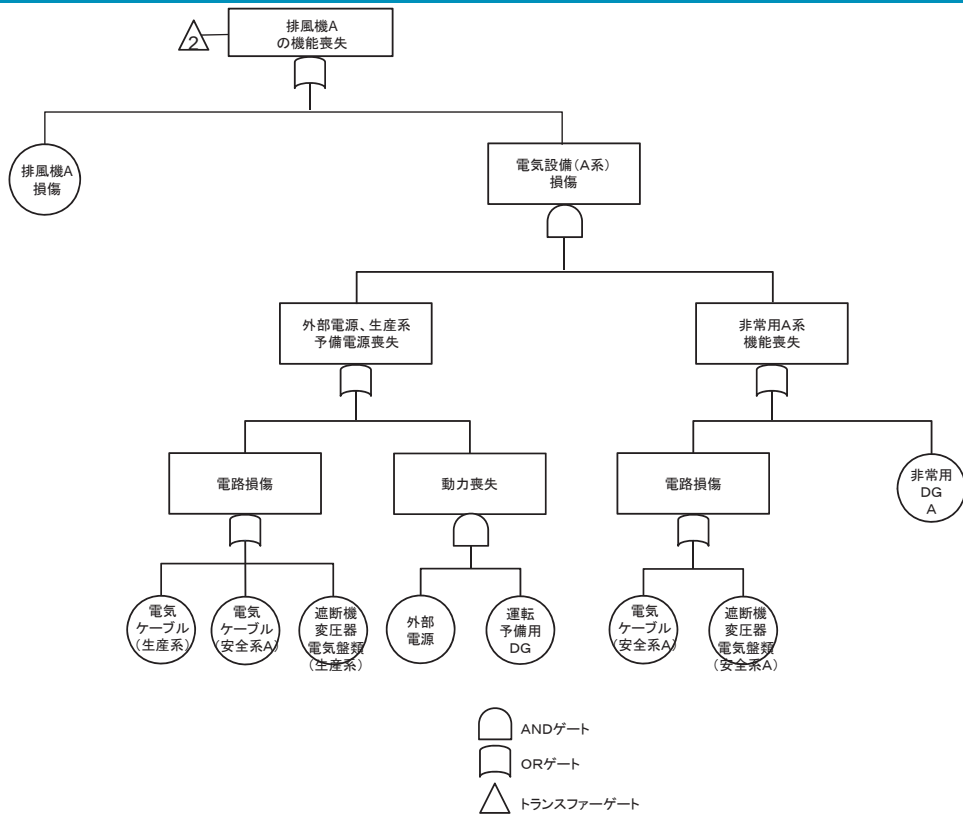 2
排風機A
の機能喪失
排風機A
損傷
電気設備(A系)
損傷
外部電源、生産系
予備電源喪失
非常用A系
機能喪失
電路損傷
動力喪失
電路損傷
非常用
DG
A
電気
ケーブル
(生産系)
電気
ケーブル
(安全系A)
遮断機
変圧器
電気盤類
(生産系)
外部
電源
運転
予備用
DG
電気
ケーブル
(安全系A)
遮断機
変圧器
電気盤類
(安全系A)
ANDゲート
ORゲート
トランスファーゲート